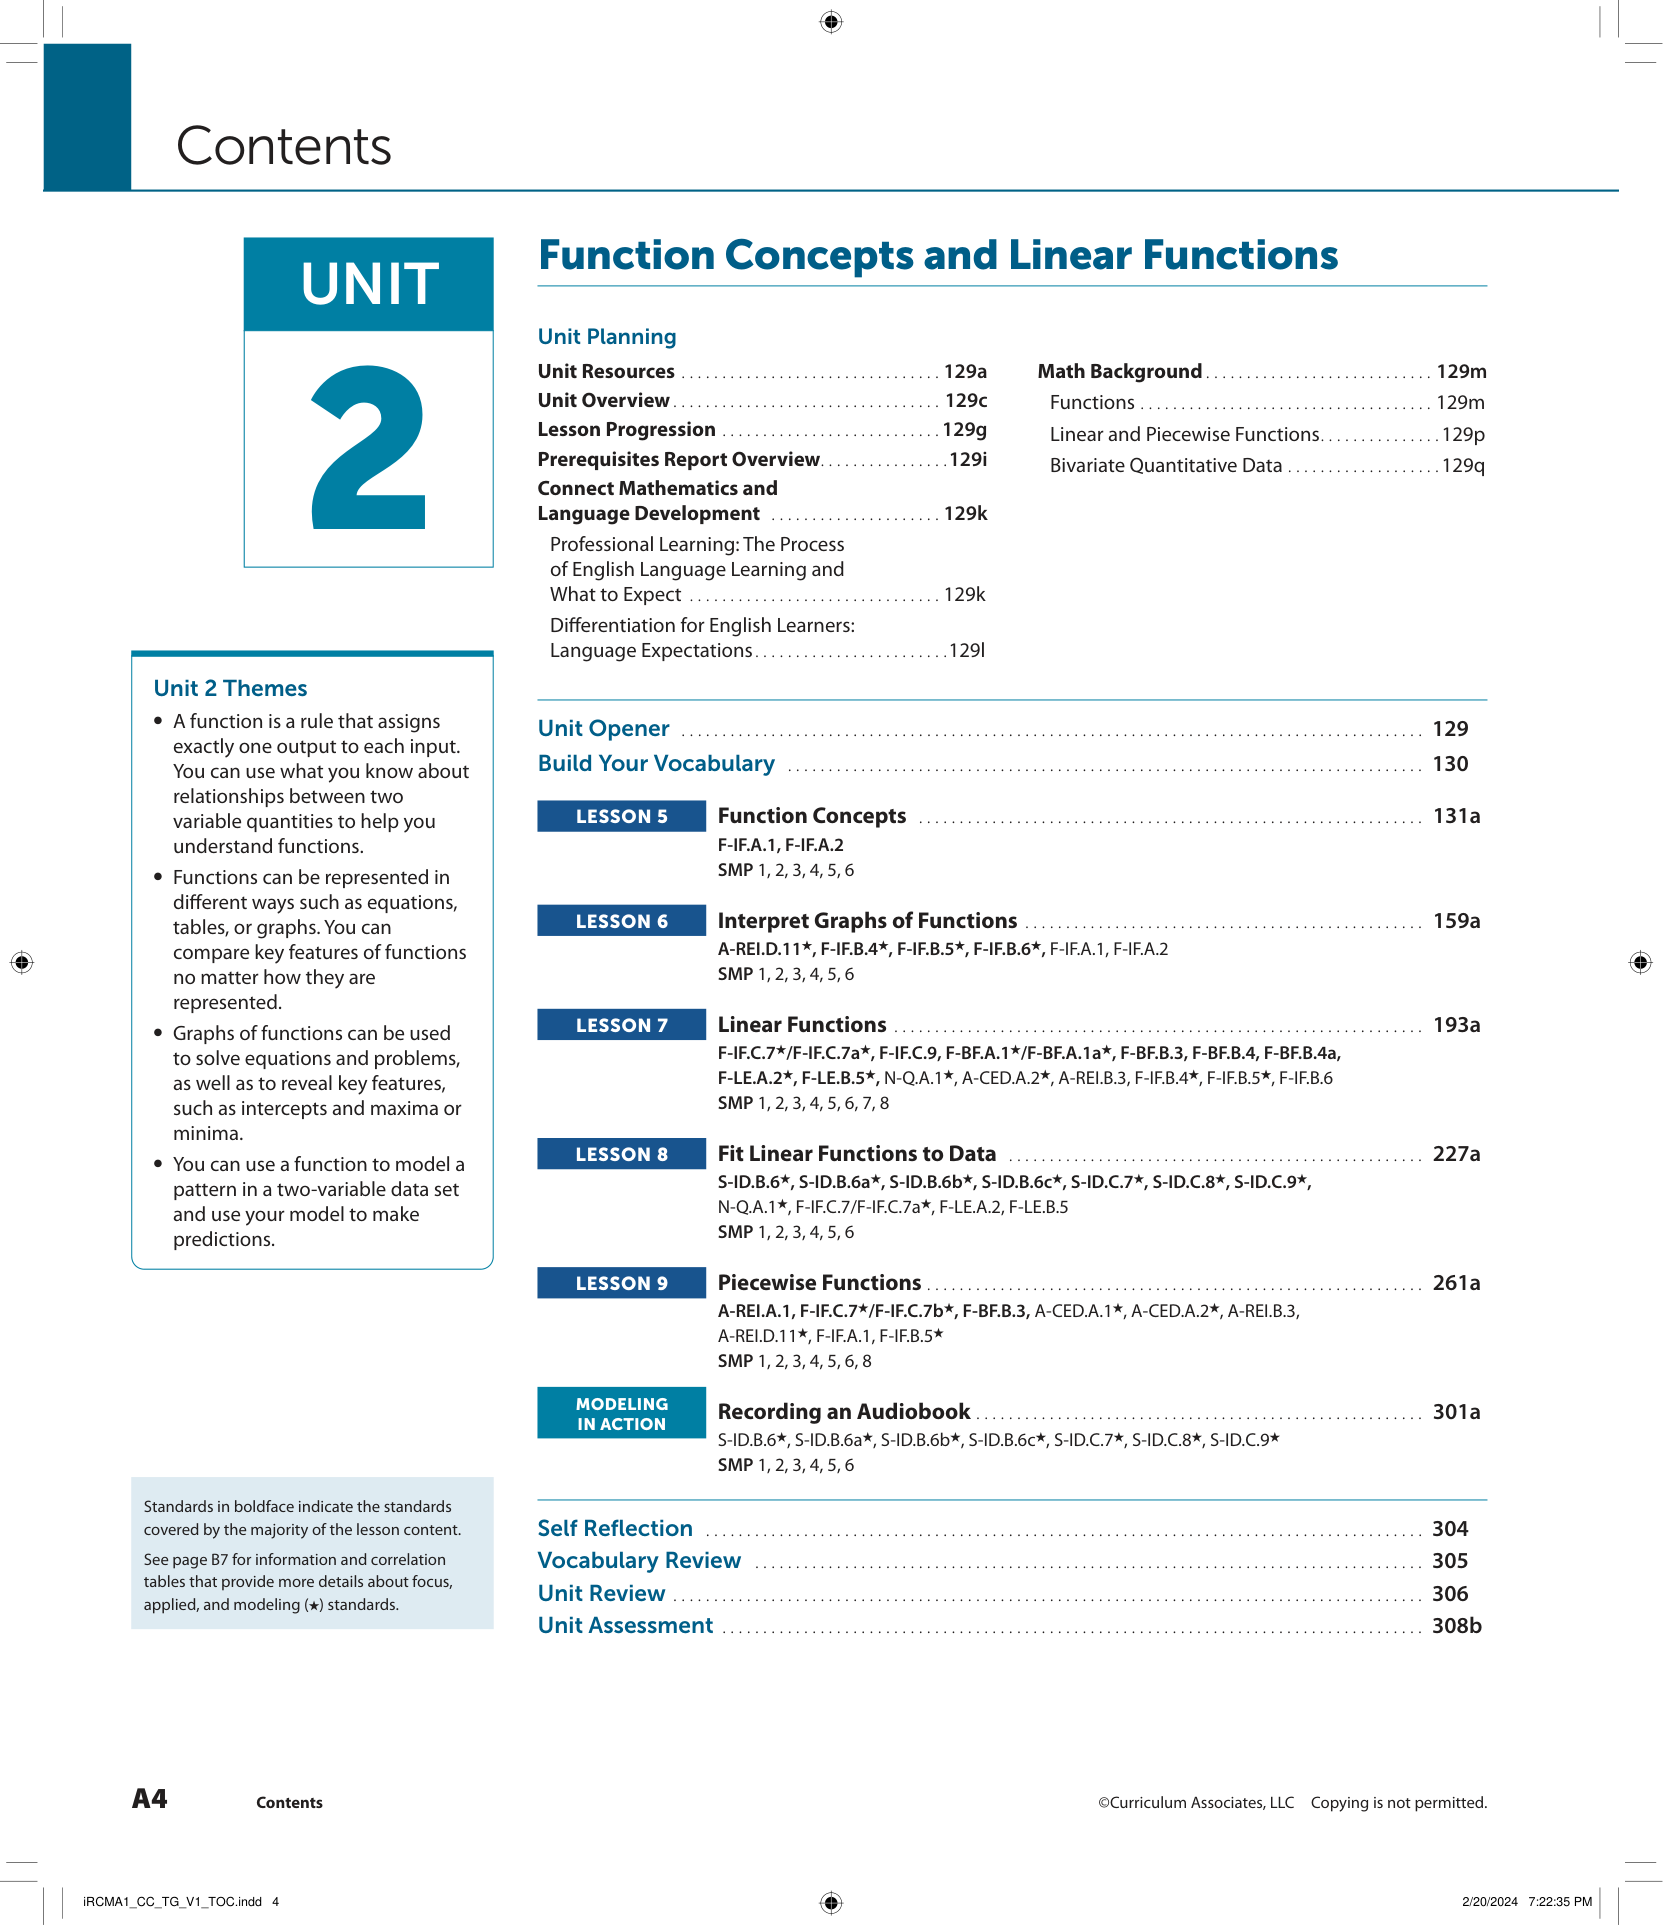 Contents
UNIT
2
Function Concepts and Linear Functions
Unit Planning
Unit Resources 129a
Unit Overview 129c
Lesson Progression 129g
Prerequisites Report Overview 129i
Connect Mathematics and
Language Development 129k
Professional Learning: The Process
of English Language Learning and
What to Expect 129k
Differentiation for English Learners:
Language Expectations 129l
Math Background 129m
Functions 129m
Linear and Piecewise Functions 129p
Bivariate Quantitative Data 129q
Unit 2 Themes
• A function is a rule that assigns
exactly one output to each input.
You can use what you know about
relationships between two
variable quantities to help you
understand functions.
• Functions can be represented in
different ways such as equations,
tables, or graphs. You can
compare key features of functions
no matter how they are
represented.
• Graphs of functions can be used
to solve equations and problems,
as well as to reveal key features,
such as intercepts and maxima or
minima.
• You can use a function to model a
pattern in a two-variable data set
and use your model to make
predictions.
Unit Opener 129
Build Your Vocabulary 130
LESSON 5 Function Concepts 131a
F-IF.A.1, F-IF.A.2
SMP 1, 2, 3, 4, 5, 6
LESSON 6 Interpret Graphs of Functions 159a
A-REI.D.11★, F-IF.B.4★, F-IF.B.5★, F-IF.B.6★, F-IF.A.1, F-IF.A.2
SMP 1, 2, 3, 4, 5, 6
LESSON 7 Linear Functions 193a
F-IF.C.7★/F-IF.C.7a★, F-IF.C.9, F-BF.A.1★/F-BF.A.1a★, F-BF.B.3, F-BF.B.4, F-BF.B.4a,
F-LE.A.2★, F-LE.B.5★, N-Q.A.1★, A-CED.A.2★, A-REI.B.3, F-IF.B.4★, F-IF.B.5★, F-IF.B.6
SMP 1, 2, 3, 4, 5, 6, 7, 8
LESSON 8 Fit Linear Functions to Data 227a
S-ID.B.6★, S-ID.B.6a★, S-ID.B.6b★, S-ID.B.6c★, S-ID.C.7★, S-ID.C.8★, S-ID.C.9★,
N-Q.A.1★, F-IF.C.7/F-IF.C.7a★, F-LE.A.2, F-LE.B.5
SMP 1, 2, 3, 4, 5, 6
LESSON 9 Piecewise Functions 261a
A-REI.A.1, F-IF.C.7★/F-IF.C.7b★, F-BF.B.3, A-CED.A.1★, A-CED.A.2★, A-REI.B.3,
A-REI.D.11★, F-IF.A.1, F-IF.B.5★
SMP 1, 2, 3, 4, 5, 6, 8
MODELING
IN ACTION
Recording an Audiobook 301a
S-ID.B.6★, S-ID.B.6a★, S-ID.B.6b★, S-ID.B.6c★, S-ID.C.7★, S-ID.C.8★, S-ID.C.9★
SMP 1, 2, 3, 4, 5, 6
Standards in boldface indicate the standards
covered by the majority of the lesson content.
See page B7 for information and correlation
tables that provide more details about focus,
applied, and modeling (★) standards.
Self Reflection 304
Vocabulary Review 305
Unit Review 306
Unit Assessment 308b
A4 Contents ©Curriculum Associates, LLC Copying is not permitted.
iRCMA1_CC_TG_V1_TOC.indd 4 2/20/2024 7:22:35 PM